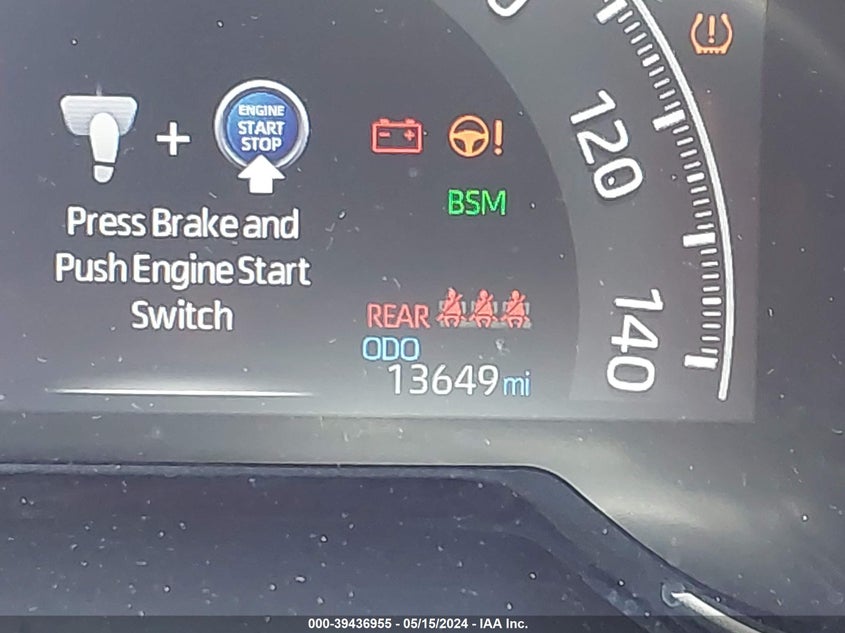 ENGINE
START
STOP
120
BSM
Press Brake and
Push Engine Start
Switch
REAR
140
ODO
13649 mi
000-39436955 - 05/15/2024 - IAA Inc.